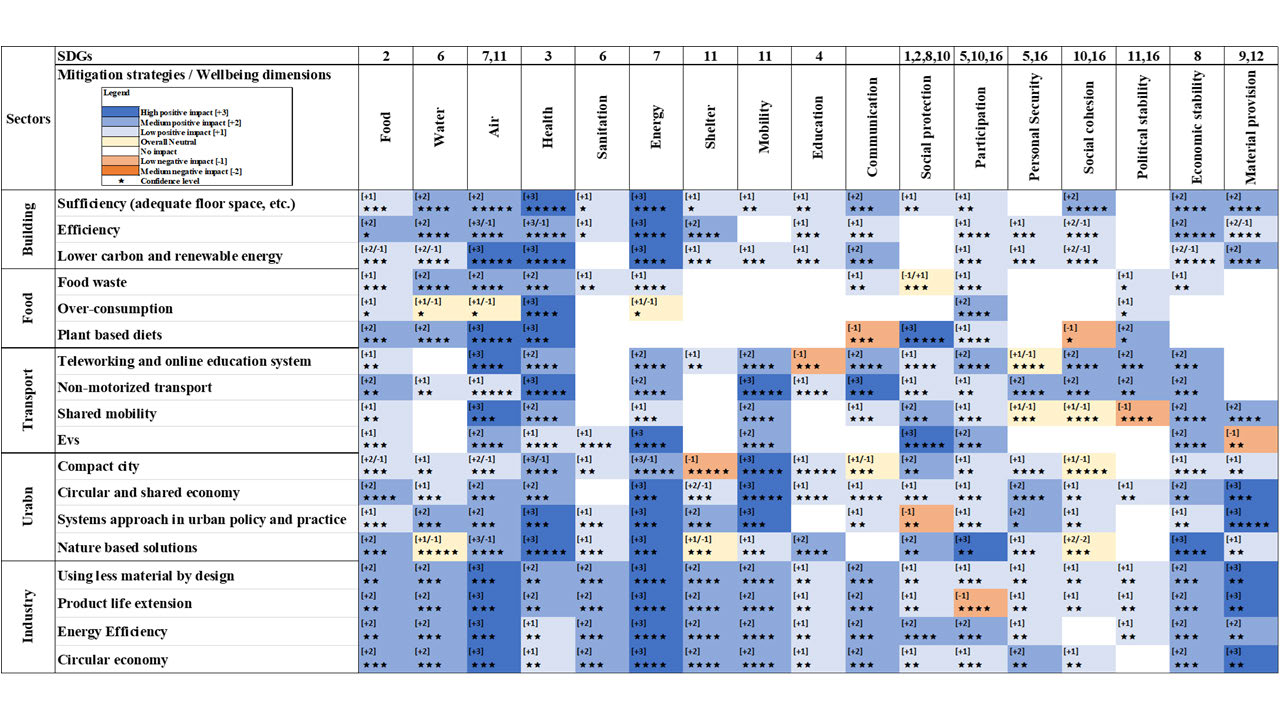 SDGs 2 6 7,11 3 6 7 11 11 4 1,2,8,10 5,10,16 5,16 10,16 11,16 8 9,12
Sectors
Mitigation strategies / Wellbeing dimensions
Legend
High positive impact [+3]
Medium positive impact [+2]
Low positive impact [+1]
Overall Neutral
No impact
Low negative impact [-1]
Medium negative impact [-2]
★ Confidence level
Food
Water
Air
Health
Sanitation
Energy
Shelter
Mobility
Education
Communication
Social protection
Participation
Personal Security
Social cohesion
Political stability
Economic stability
Material provision
Building
Sufficiency (adequate floor space, etc.) [+1] [+2] [+2] [+3] [+1] [+3] [+1] [+1] [+1] [+2] [+1] [+1] [+2] [+2] [+2]
Efficiency [+2] [+2] [+3/-1] [+3/-1] [+1] [+3] [+2] [+1] [+1] [+1] [+1] [+2/-1] [+2] [+2/-1]
Lower carbon and renewable energy [+2/-1] [+2/-1] [+3] [+3] [+3] [+1] [+1] [+1] [+2] [+1] [+1] [+2/-1] [+2/-1] [+2]
Food
Food waste [+1] [+2] [+2] [+2] [+1] [+1] [+1] [-1/+1] [+1] [+1] [+1]
Over-consumption [+1] [+1/-1] [+1/-1] [+3] [+1/-1] [+2] [+1]
Plant based diets [+2] [+2] [+3] [+3] [-1] [+3] [+1] [-1] [+2]
Transport
Teleworking and online education system [+1] [+3] [+2] [+2] [+1] [+2] [-1] [+2] [+1] [+2] [+1/-1] [+2] [+2] [+2]
Non-motorized transport [+2] [+1] [+1] [+3] [+2] [+3] [+1] [+3] [+1] [+1] [+2] [+2] [+1] [+2]
Shared mobility [+1] [+3] [+2] [+1] [+2] [+1] [+2] [+1] [+1/-1] [+1/-1] [-1] [+2] [+2]
Evs [+1] [+2] [+1] [+1] [+3] [+2] [+3] [+2] [+2] [-1]
Urabn
Compact city [+2/-1] [+1] [+2/-1] [+3/-1] [+1] [+3/-1] [-1] [+3] [+1] [+1/-1] [+2] [+1] [+1] [+1/-1] [+1] [+1]
Circular and shared economy [+2] [+1] [+2] [+2] [+3] [+2/-1] [+3] [+1] [+1] [+1] [+1] [+2] [+1] [+1] [+2] [+3]
Systems approach in urban policy and practice [+1] [+2] [+2] [+3] [+1] [+3] [+2] [+3] [+1] [-1] [+1] [+2] [+1] [+1] [+3]
Nature based solutions [+2] [+1/-1] [+3/-1] [+3] [+1] [+3] [+1/-1] [+1] [+2] [+2] [+3] [+1] [+2/-2] [+3] [+1]
Industry
Using less material by design [+2] [+2] [+3] [+2] [+2] [+3] [+2] [+2] [+1] [+2] [+1] [+1] [+1] [+1] [+1] [+2] [+3]
Product life extension [+2] [+2] [+3] [+2] [+2] [+3] [+2] [+2] [+1] [+2] [+1] [-1] [+1] [+1] [+1] [+2] [+3]
Energy Efficiency [+2] [+2] [+3] [+1] [+2] [+3] [+2] [+2] [+1] [+2] [+2] [+2] [+1] [+1] [+2] [+2]
Circular economy [+2] [+2] [+3] [+1] [+2] [+3] [+2] [+2] [+1] [+2] [+1] [+1] [+2] [+1] [+2] [+3]